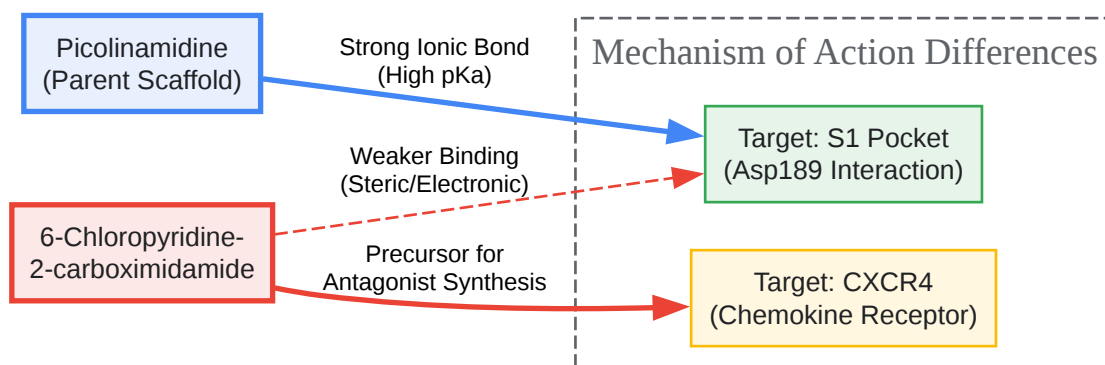 Picolinamidine
(Parent Scaffold)
Strong Ionic Bond
(High pKa)
Mechanism of Action Differences
Target: S1 Pocket
(Asp189 Interaction)
Weaker Binding
(Steric/Electronic)
6-Chloropyridine-
2-carboximidamide
Precursor for
Antagonist Synthesis
Target: CXCR4
(Chemokine Receptor)